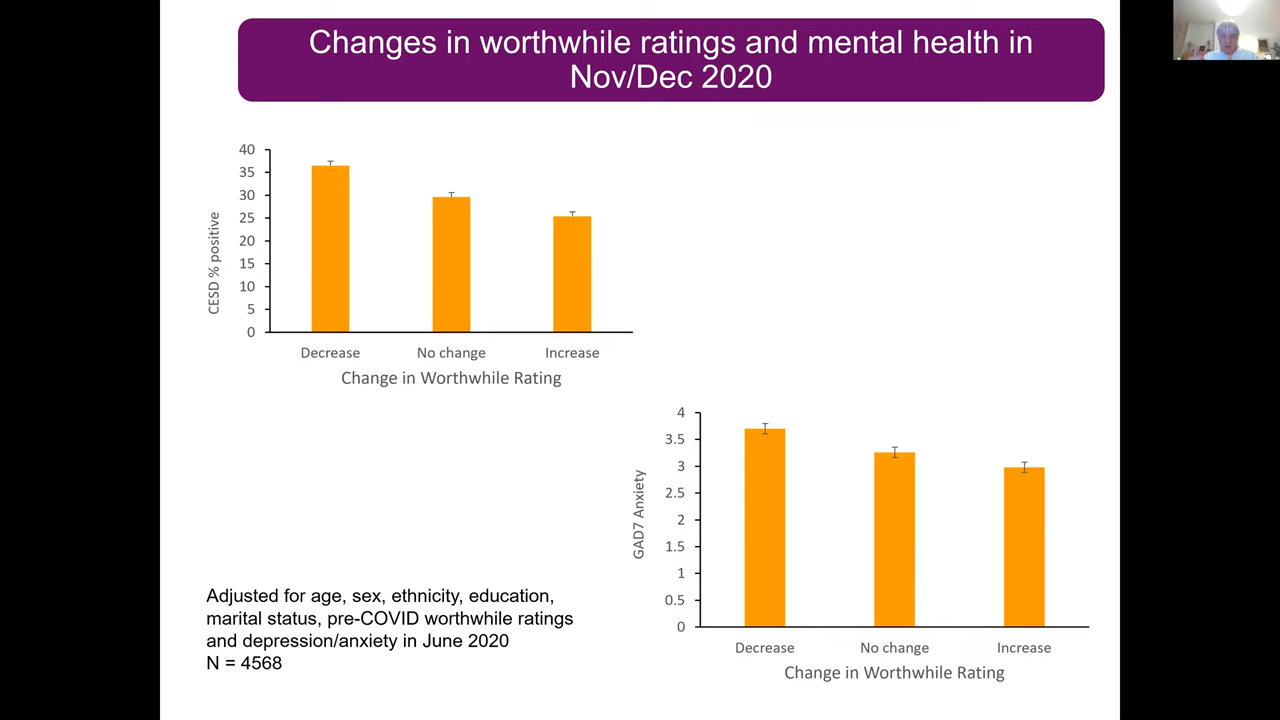 Changes in worthwhile ratings and mental health in
Nov/Dec 2020
40
35
30
25
20
15
10
5
0
CESD % positive
Decrease No change Increase
Change in Worthwhile Rating
4
3.5
3
2.5
2
1.5
1
0.5
0
GAD7 Anxiety
Decrease No change Increase
Change in Worthwhile Rating
Adjusted for age, sex, ethnicity, education,
marital status, pre-COVID worthwhile ratings
and depression/anxiety in June 2020
N = 4568